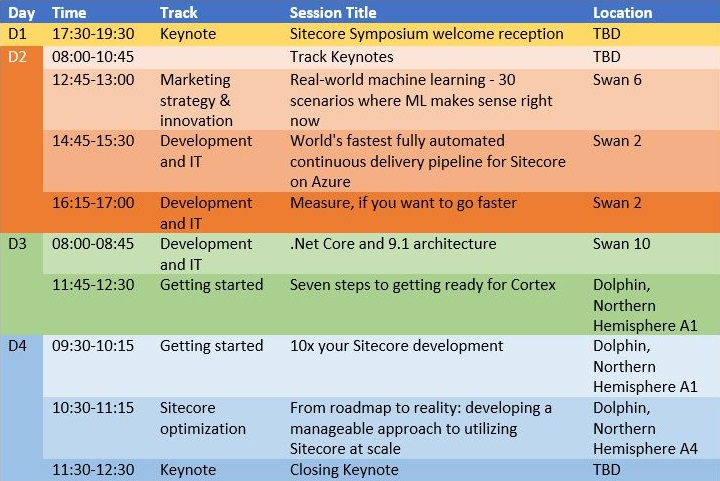 Day Time Track Session Title Location
D1 17:30-19:30 Keynote Sitecore Symposium welcome reception TBD
D2 08:00-10:45 Track Keynotes TBD
12:45-13:00 Marketing Real-world machine learning - 30 Swan 6
strategy & scenarios where ML makes sense right
innovation now
14:45-15:30 Development World's fastest fully automated Swan 2
and IT continuous delivery pipeline for Sitecore
on Azure
16:15-17:00 Development Measure, if you want to go faster Swan 2
and IT
D3 08:00-08:45 Development .Net Core and 9.1 architecture Swan 10
and IT
11:45-12:30 Getting started Seven steps to getting ready for Cortex Dolphin,
Northern
Hemisphere A1
D4 09:30-10:15 Getting started 10x your Sitecore development Dolphin,
Northern
Hemisphere A1
10:30-11:15 Sitecore From roadmap to reality: developing a Dolphin,
optimization manageable approach to utilizing Northern
Sitecore at scale Hemisphere A4
11:30-12:30 Keynote Closing Keynote TBD